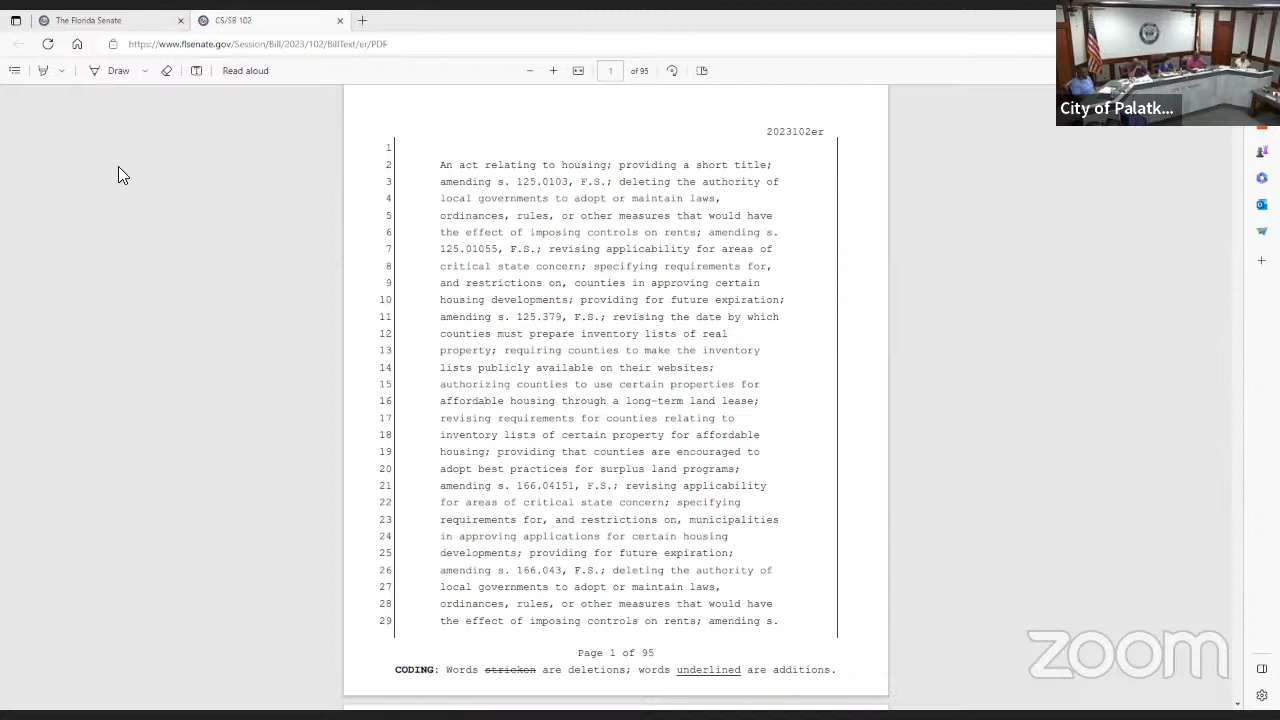 The Florida Senate
CS/SB 102
https://www.flsenate.gov/Session/Bill/2023/102/BillText/er/PDF
Draw
Read aloud
1
of 95
City of Palatk...
2023102er
1
2 An act relating to housing; providing a short title;
3 amending s. 125.0103, F.S.; deleting the authority of
4 local governments to adopt or maintain laws,
5 ordinances, rules, or other measures that would have
6 the effect of imposing controls on rents; amending s.
7 125.01055, F.S.; revising applicability for areas of
8 critical state concern; specifying requirements for,
9 and restrictions on, counties in approving certain
10 housing developments; providing for future expiration;
11 amending s. 125.379, F.S.; revising the date by which
12 counties must prepare inventory lists of real
13 property; requiring counties to make the inventory
14 lists publicly available on their websites;
15 authorizing counties to use certain properties for
16 affordable housing through a long-term land lease;
17 revising requirements for counties relating to
18 inventory lists of certain property for affordable
19 housing; providing that counties are encouraged to
20 adopt best practices for surplus land programs;
21 amending s. 166.04151, F.S.; revising applicability
22 for areas of critical state concern; specifying
23 requirements for, and restrictions on, municipalities
24 in approving applications for certain housing
25 developments; providing for future expiration;
26 amending s. 166.043, F.S.; deleting the authority of
27 local governments to adopt or maintain laws,
28 ordinances, rules, or other measures that would have
29 the effect of imposing controls on rents; amending s.
Page 1 of 95
CODING: Words stricken are deletions; words underlined are additions.
zoom